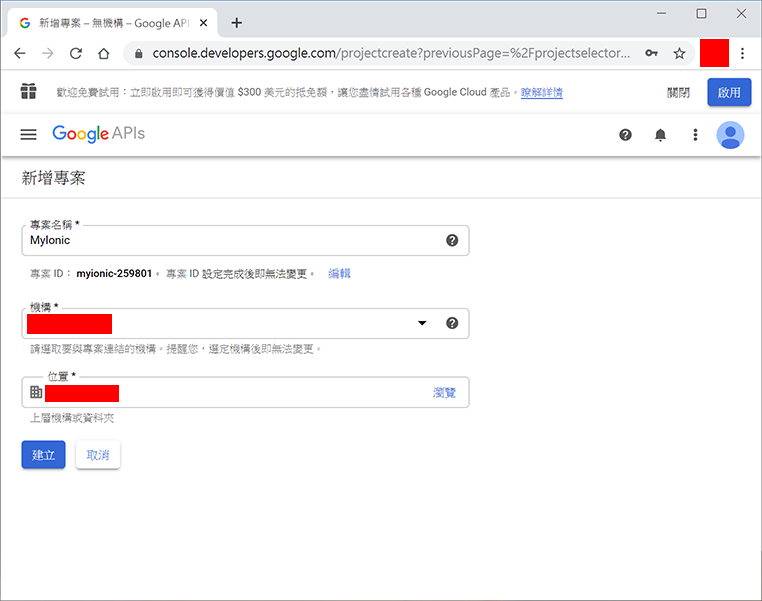 新增專案 – 無機構 – Google API
console.developers.google.com/projectcreate?previousPage=%2Fprojectselector...
歡迎免費試用：立即啟用即可獲得價值 $300 美元的抵免額，讓您盡情試用各種 Google Cloud 產品。瞭解詳情
關閉
啟用
Google APIs
新增專案
專案名稱 *
MyIonic
專案 ID： myionic-259801。 專案 ID 設定完成後即無法變更。 编輯
機構 *
請選取要與專案連結的機構。提醒您，選定機構後即無法變更。
位置 *
瀏覽
上層機構或資料夾
建立
取消